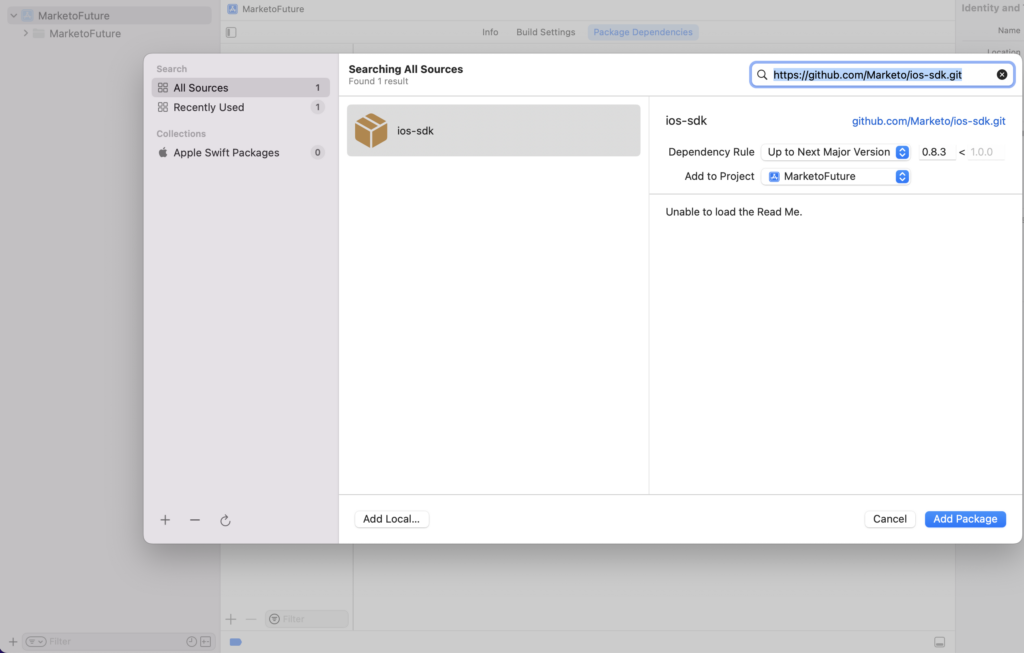 MarketoFuture
MarketoFuture
MarketoFuture
Info
Build Settings
Package Dependencies
Identity and
Name
Location
Search
All Sources 1
Recently Used 1
Collections
Apple Swift Packages 0
Searching All Sources
Found 1 result
https://github.com/Marketo/ios-sdk.git
ios-sdk
ios-sdk
github.com/Marketo/ios-sdk.git
Dependency Rule Up to Next Major Version 0.8.3 < 1.0.0
Add to Project MarketoFuture
Unable to load the Read Me.
Add Local...
Cancel
Add Package
Filter
Filter